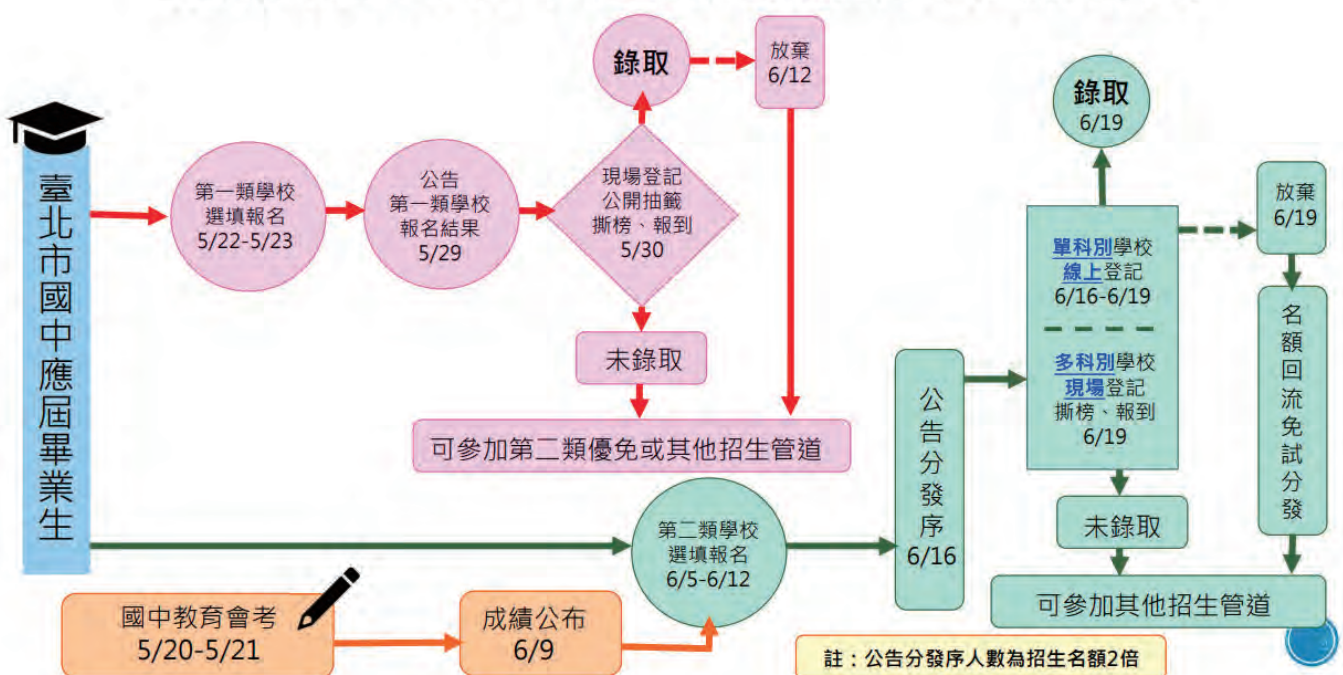 臺北市國中應屆畢業生
第一類學校
選填報名
5/22-5/23
公告
第一類學校
報名結果
5/29
現場登記
公開抽籤
撕榜、報到
5/30
錄取
放棄
6/12
未錄取
可參加第二類優免或其他招生管道
第二類學校
選填報名
6/5-6/12
國中教育會考
5/20-5/21
成績公布
6/9
公告分發序
6/16
單科別學校
線上登記
6/16-6/19
多科別學校
現場登記
撕榜、報到
6/19
錄取
6/19
放棄
6/19
名額回流免試分發
未錄取
可參加其他招生管道
註：公告分發序人數為招生名額2倍